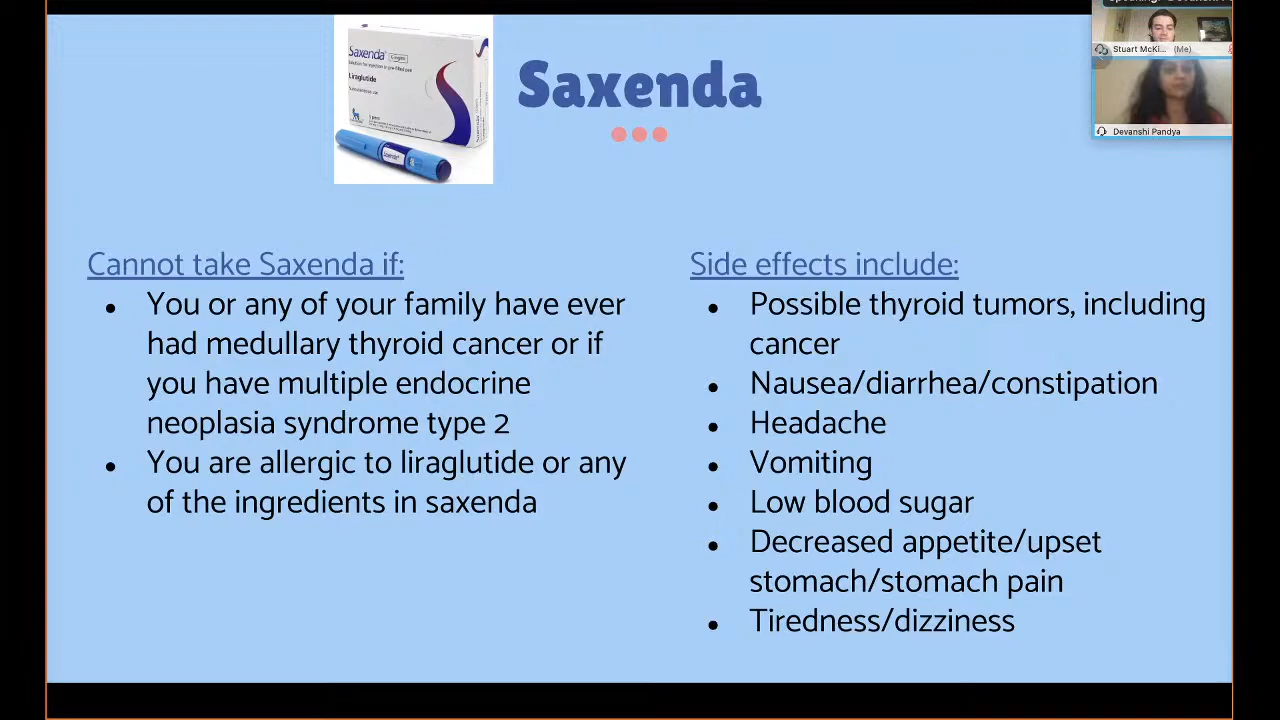 Saxenda
Saxenda
Liraglutide
Cannot take Saxenda if:
● You or any of your family have ever
had medullary thyroid cancer or if
you have multiple endocrine
neoplasia syndrome type 2
● You are allergic to liraglutide or any
of the ingredients in saxenda
Side effects include:
● Possible thyroid tumors, including
cancer
● Nausea/diarrhea/constipation
● Headache
● Vomiting
● Low blood sugar
● Decreased appetite/upset
stomach/stomach pain
● Tiredness/dizziness
Stuart McKi... (Me)
Devanshi Pandya